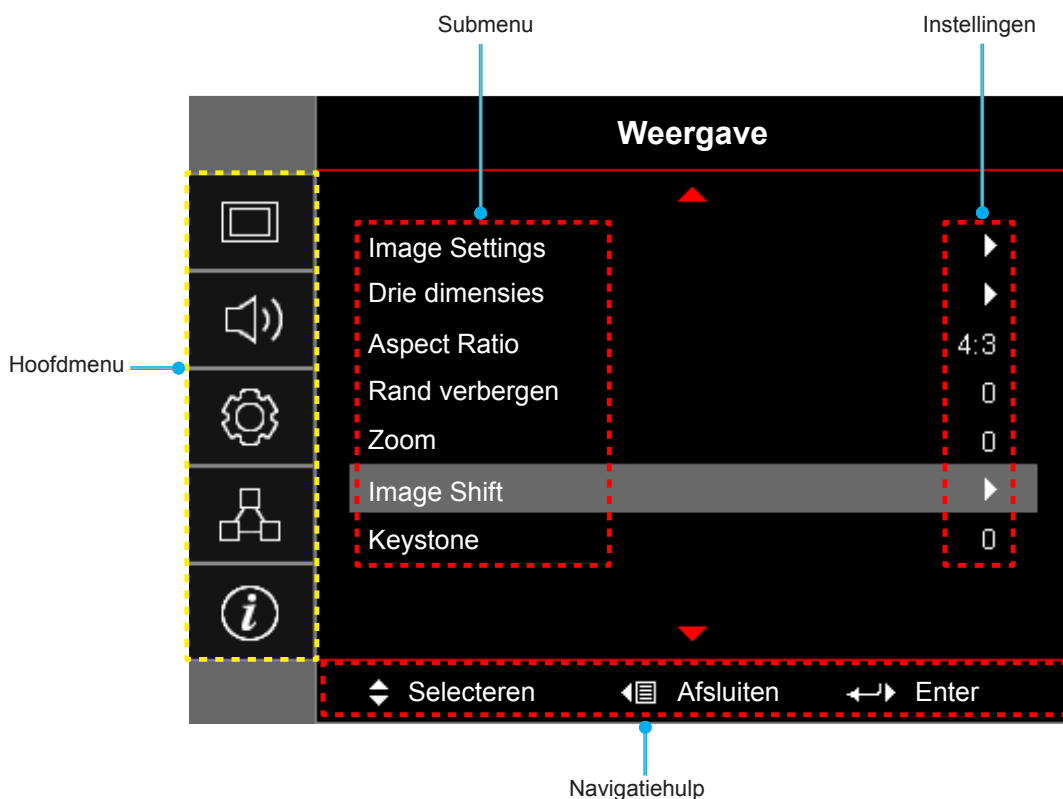 Submenu
Instellingen
Weergave
Image Settings
Drie dimensies
Aspect Ratio 4:3
Hoofdmenu
Rand verbergen 0
Zoom 0
Image Shift
Keystone 0
i
Selecteren Afsluiten Enter
Navigatiehulp